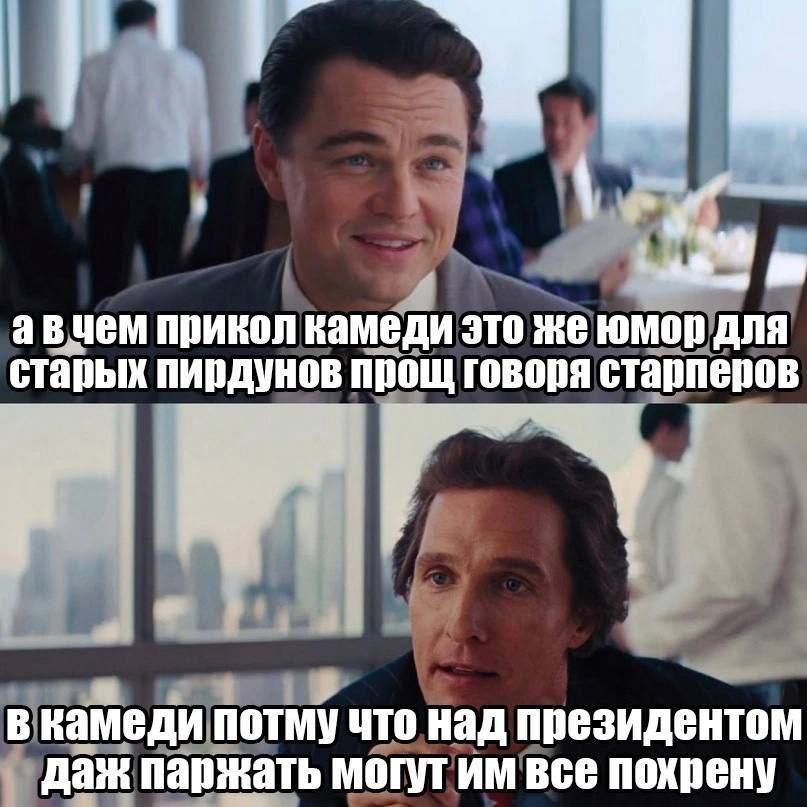 а в чем прикол камеди это же юмор для
старых пирдунов прощ говоря старперов
в камеди потму что над президентом
даж паржать могут им все похрену